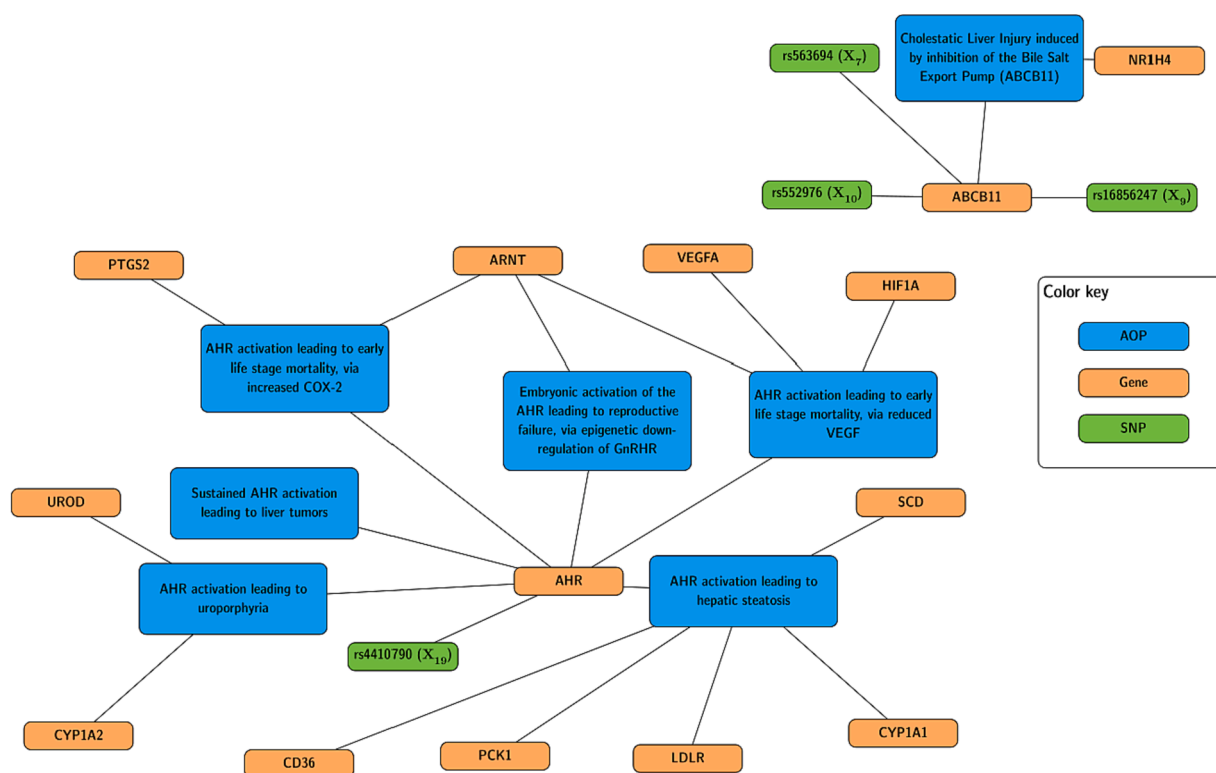 Cholestatic Liver Injury induced
by inhibition of the Bile Salt
Export Pump (ABCB11)
rs563694 (X7)
NR1H4
rs552976 (X10)
ABCB11
rs16856247 (X9)
PTGS2
ARNT
VEGFA
HIF1A
Color key
AOP
Gene
SNP
AHR activation leading to early
life stage mortality, via
increased COX-2
Embryonic activation of the
AHR leading to reproductive
failure, via epigenetic down-
regulation of GnRHR
AHR activation leading to early
life stage mortality, via reduced
VEGF
UROD
Sustained AHR activation
leading to liver tumors
SCD
AHR activation leading to
uroporphyria
AHR
AHR activation leading to
hepatic steatosis
rs4410790 (X19)
CYP1A2
CD36
PCK1
LDLR
CYP1A1